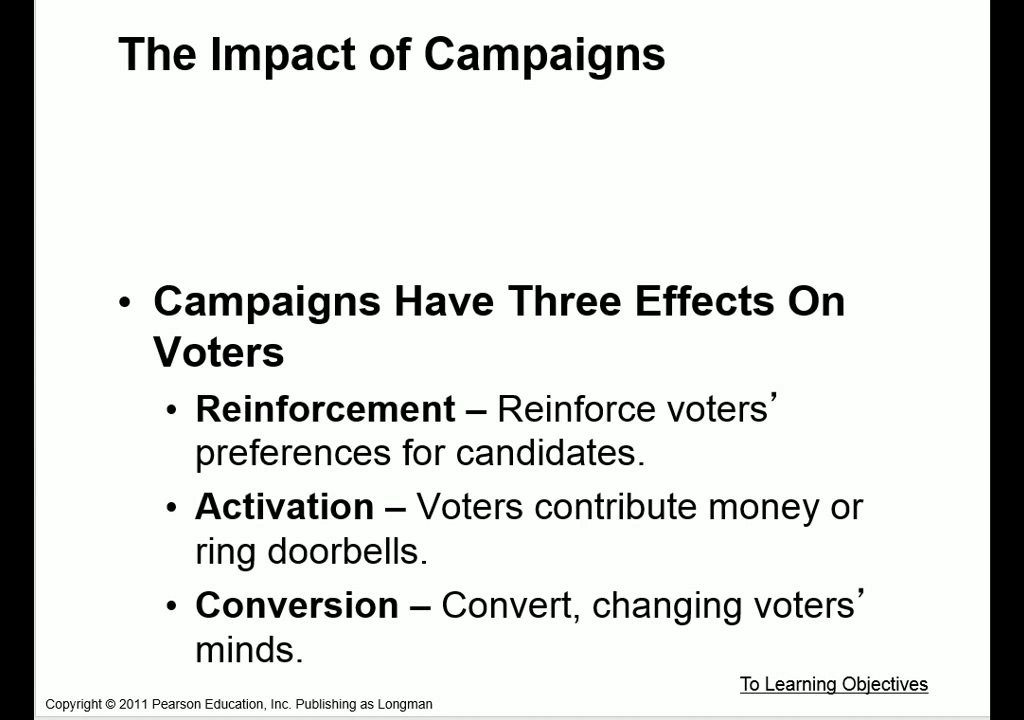 The Impact of Campaigns
• Campaigns Have Three Effects On
Voters
• Reinforcement – Reinforce voters’
preferences for candidates.
• Activation – Voters contribute money or
ring doorbells.
• Conversion – Convert, changing voters’
minds.
To Learning Objectives
Copyright © 2011 Pearson Education, Inc. Publishing as Longman